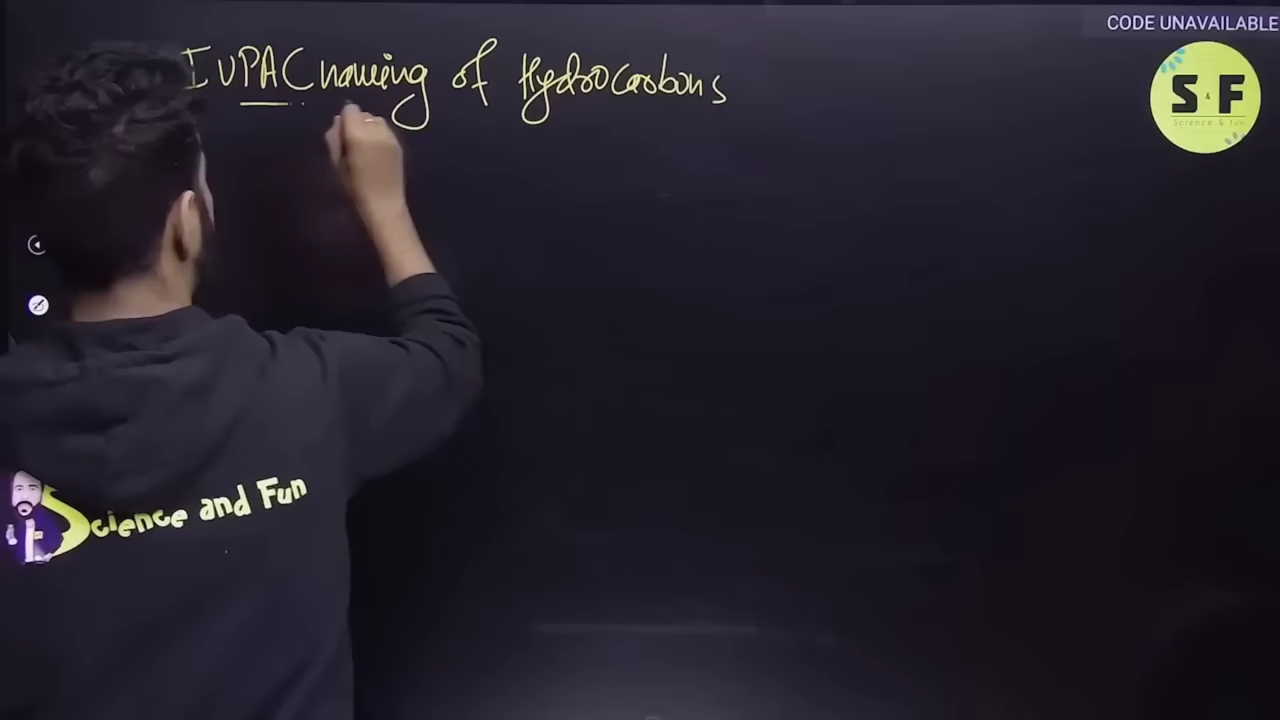 CODE UNAVAILABLE
IUPAC naming of Hydrocarbons
S & F
Science & fun
Science and Fun